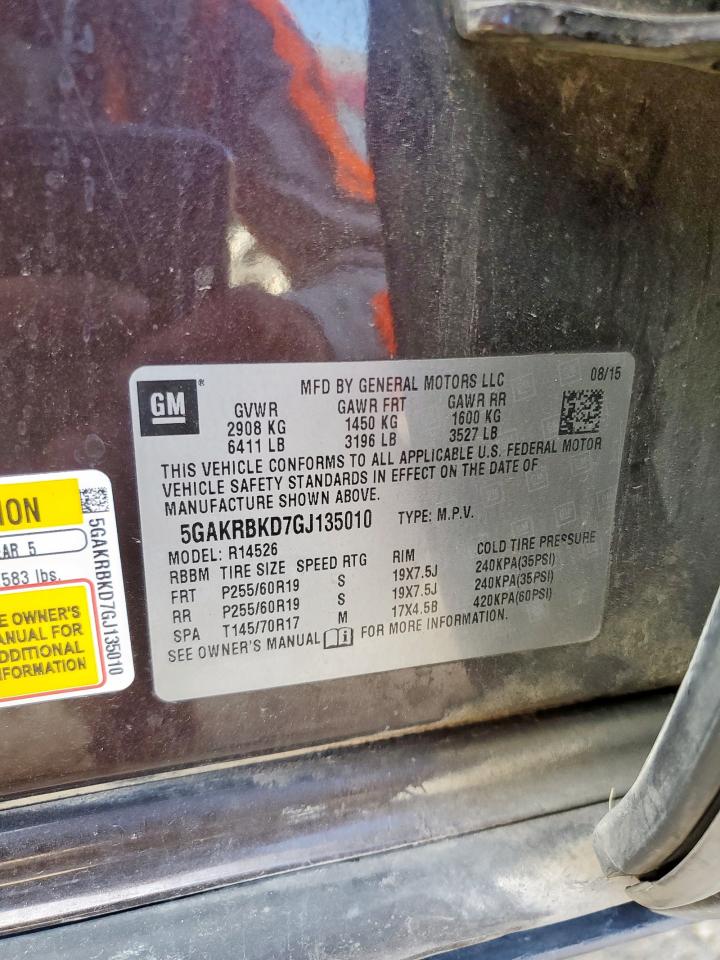 GM ®
MFD BY GENERAL MOTORS LLC 08/15
GVWR GAWR FRT GAWR RR
2908 KG 1450 KG 1600 KG
6411 LB 3196 LB 3527 LB
THIS VEHICLE CONFORMS TO ALL APPLICABLE U.S. FEDERAL MOTOR
VEHICLE SAFETY STANDARDS IN EFFECT ON THE DATE OF
MANUFACTURE SHOWN ABOVE.
5GAKRBKD7GJ135010 TYPE: M.P.V.
MODEL: R14526
RBBM TIRE SIZE SPEED RTG RIM COLD TIRE PRESSURE
FRT P255/60R19 S 19X7.5J 240KPA(35PSI)
RR P255/60R19 S 19X7.5J 240KPA(35PSI)
SPA T145/70R17 M 17X4.5B 420KPA(60PSI)
SEE OWNER'S MANUAL FOR MORE INFORMATION.
ION
AR 5
583 lbs.
EE OWNER'S
ANUAL FOR
DDITIONAL
FORMATION
5GAKRBKD7GJ135010